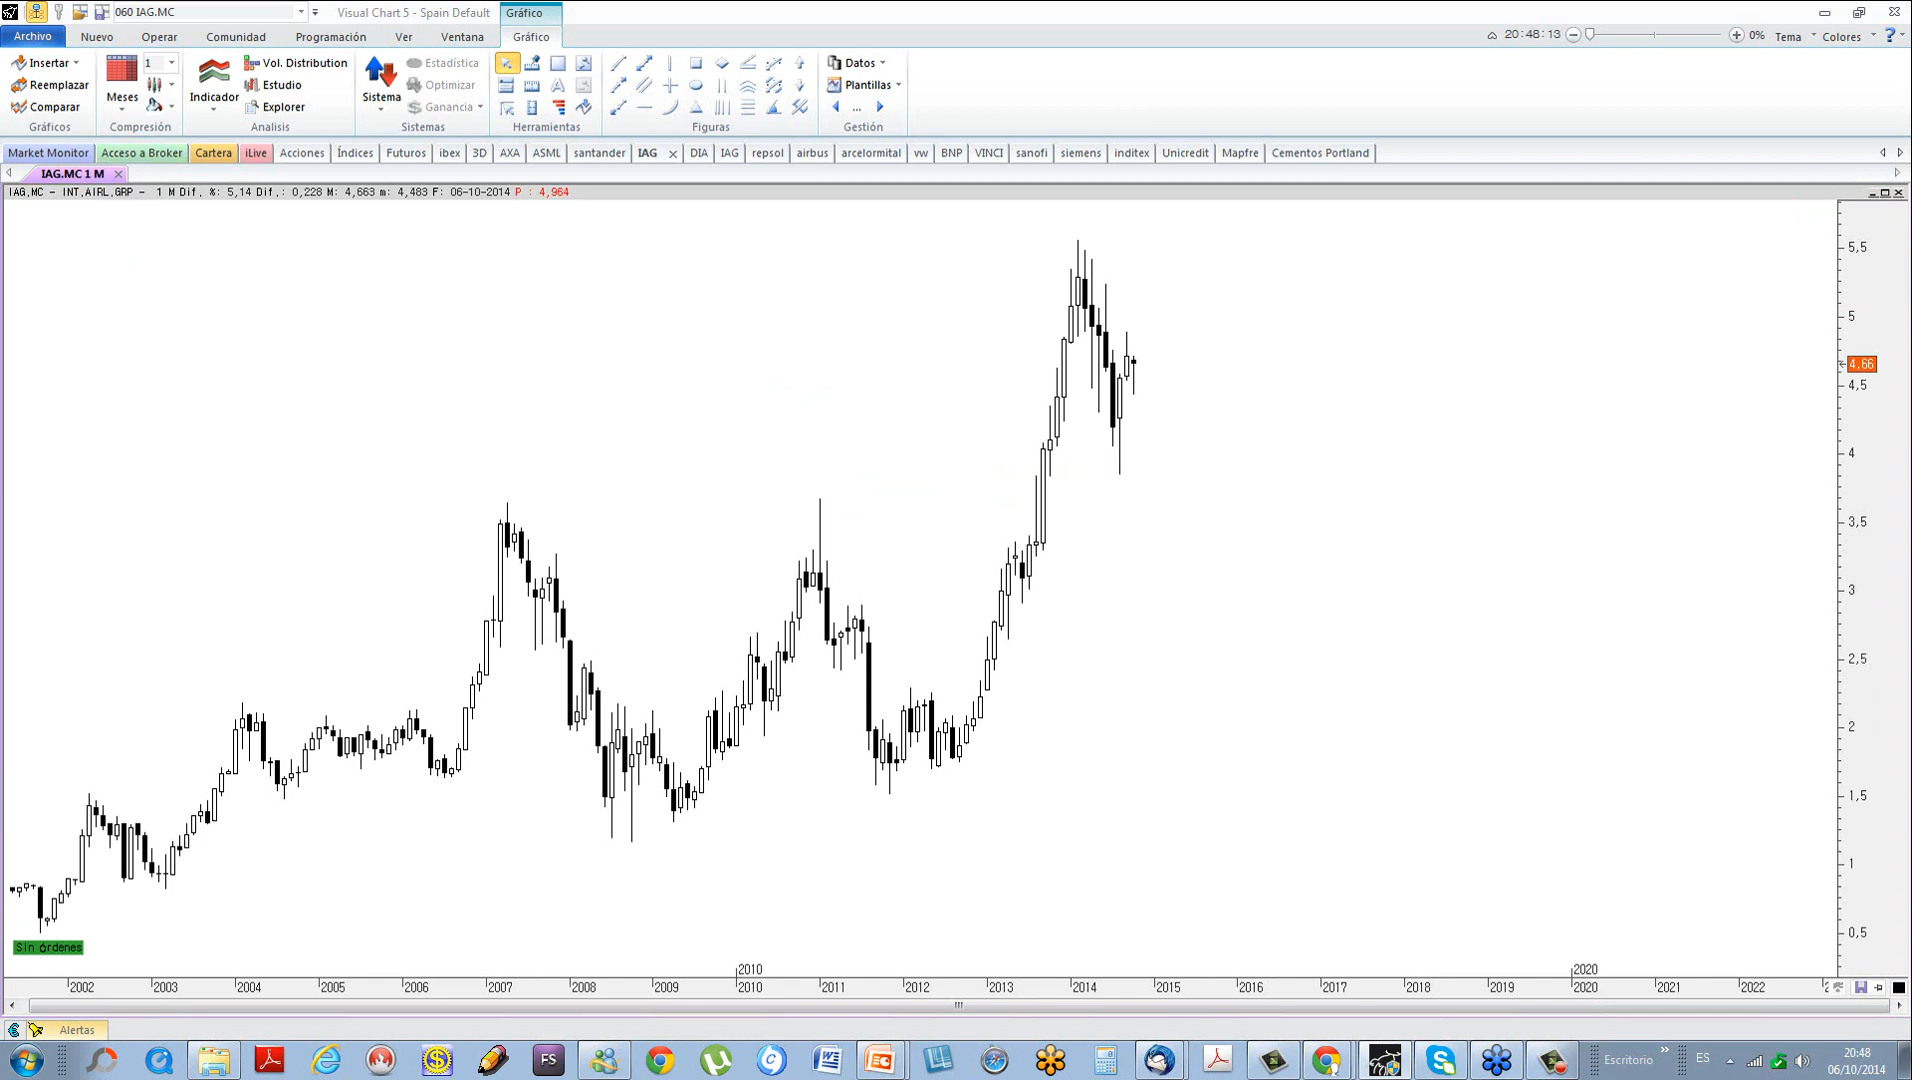 060 IAG.MC
Visual Chart 5 - Spain Default
Gráfico
Archivo
Nuevo
Operar
Comunidad
Programación
Ver
Ventana
Gráfico
20:48:13
0%
Tema
Colores
Insertar
Reemplazar
Comparar
Gráficos
1
Meses
Compresión
Indicador
Vol. Distribution
Estudio
Explorer
Analisis
Sistema
Estadística
Optimizar
Ganancia
Sistemas
Herramientas
Figuras
Datos
Plantillas
...
Gestión
Market Monitor
Acceso a Broker
Cartera
iLive
Acciones
Índices
Futuros
ibex
3D
AXA
ASML
santander
IAG
DIA
IAG
repsol
airbus
arcelormital
vw
BNP
VINCI
sanofi
siemens
inditex
Unicredit
Mapfre
Cementos Portland
IAG.MC 1 M
IAG.MC - INT.AIRL.GRP - 1 M Dif. %: 5,14 Dif.: 0,228 M: 4,663 m: 4,483 F: 06-10-2014 P : 4,964
5,5
5
4,66
4,5
4
3,5
3
2,5
2
1,5
1
0,5
Sin órdenes
2010
2020
2002
2003
2004
2005
2006
2007
2008
2009
2010
2011
2012
2013
2014
2015
2016
2017
2018
2019
2020
2021
2022
Alertas
FS
Escritorio
ES
20:48
06/10/2014